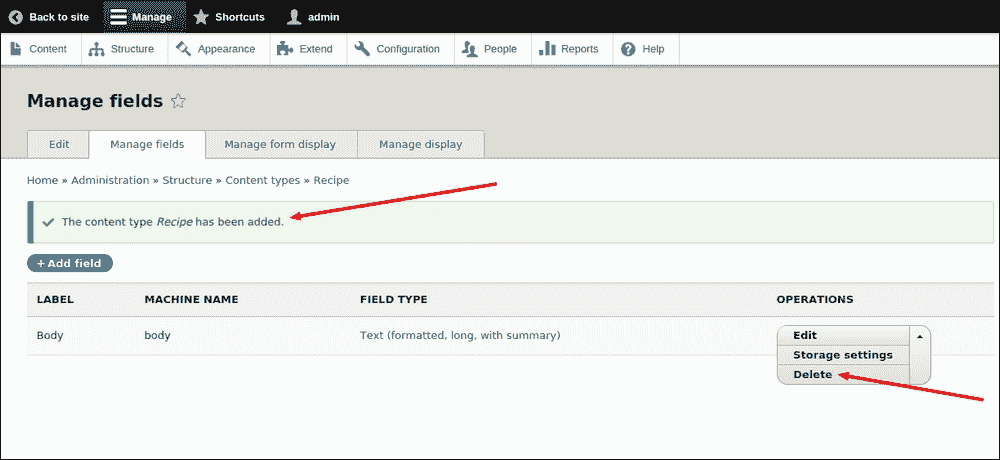 Back to site Manage Shortcuts admin
Content Structure Appearance Extend Configuration People Reports Help
Manage fields
Edit Manage fields Manage form display Manage display
Home » Administration » Structure » Content types » Recipe
The content type Recipe has been added.
+ Add field
LABEL MACHINE NAME FIELD TYPE OPERATIONS
Body body Text (formatted, long, with summary) Edit
Storage settings
Delete